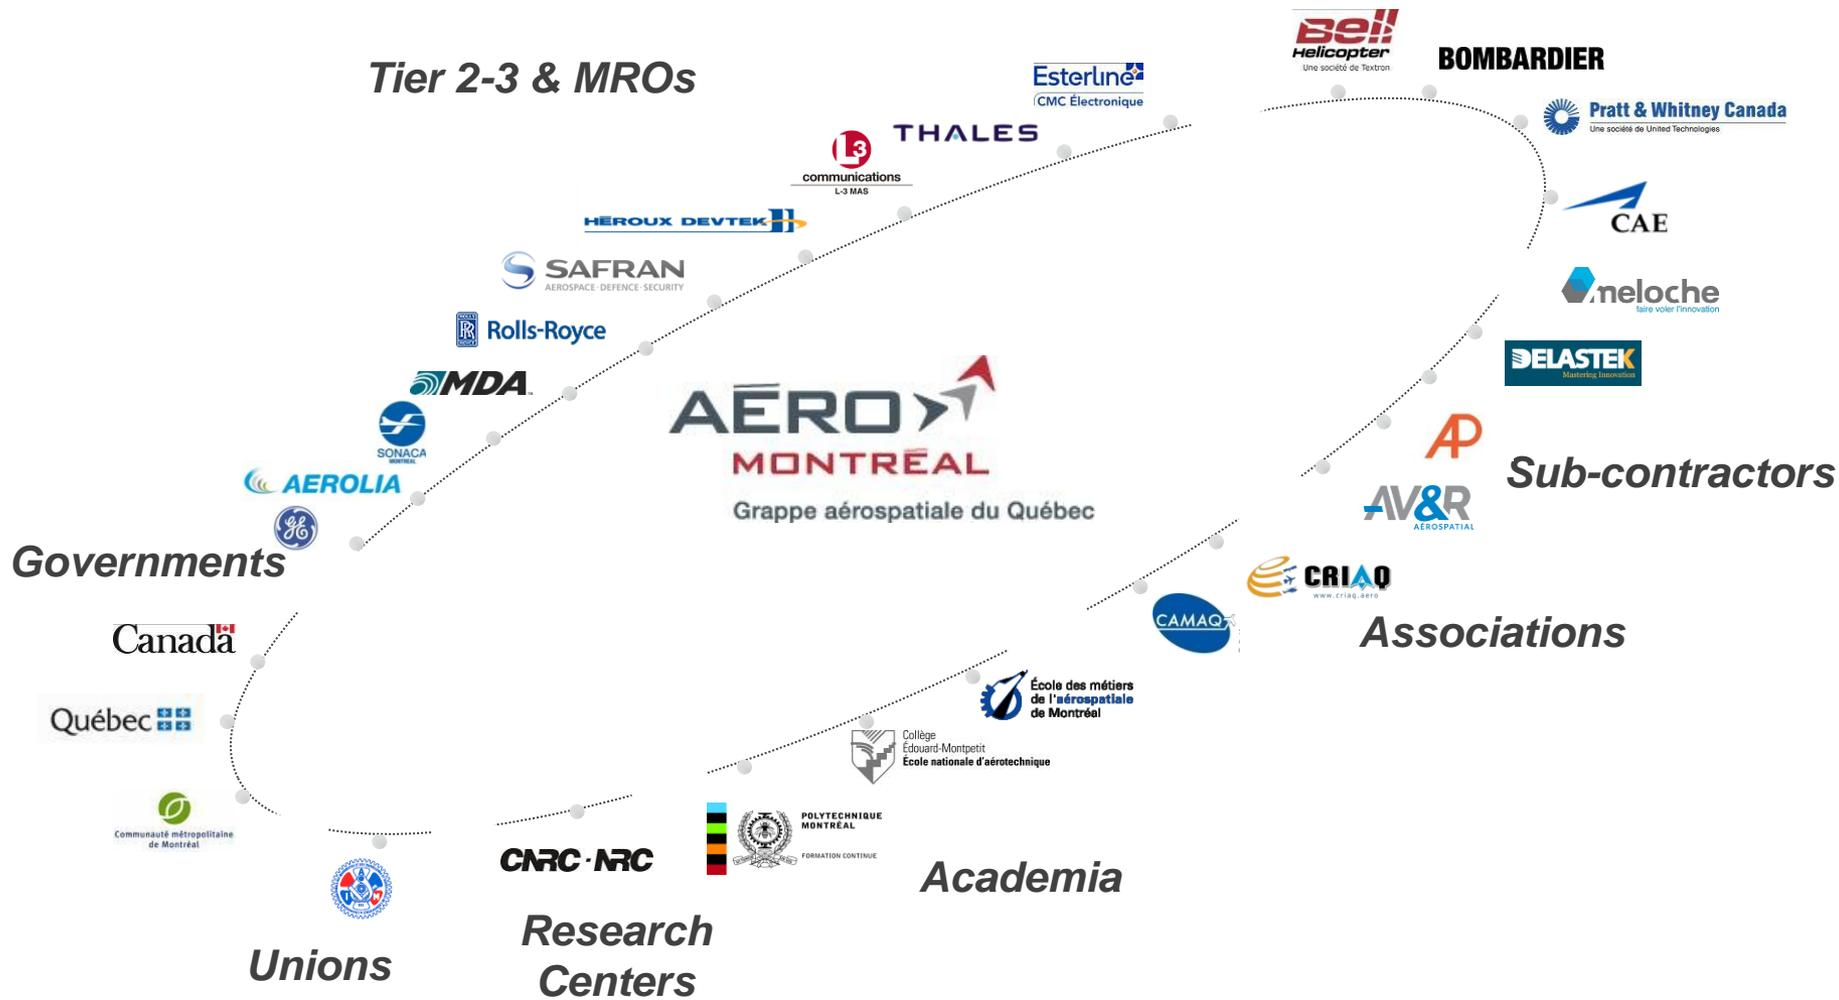 Tier 2-3 & MROs
Bell
Helicopter
Une société de Textron
BOMBARDIER
Esterline
CMC Électronique
Pratt & Whitney Canada
Une société de United Technologies
THALES
L3
communications
L-3 MAS
CAE
HÉROUX DEVTEK
SAFRAN
AEROSPACE·DEFENCE·SECURITY
meloche
faire voler l'innovation
RR
Rolls-Royce
DELASTEK
Mastering Innovation
MDA
SONACA
MONTREAL
AÉRO
MONTRÉAL
Grappe aérospatiale du Québec
AP
AEROLIA
Sub-contractors
AV&R
AÉROSPATIAL
GE
Governments
CRIAQ
www.criaq.aero
CAMAQ
Associations
Canada
École des métiers
de l'aérospatiale
de Montréal
Québec
Collège
Édouard-Montpetit
École nationale d'aérotechnique
Communauté métropolitaine
de Montréal
POLYTECHNIQUE
MONTRÉAL
FORMATION CONTINUE
CNRC·NRC
Academia
Unions
Research
Centers